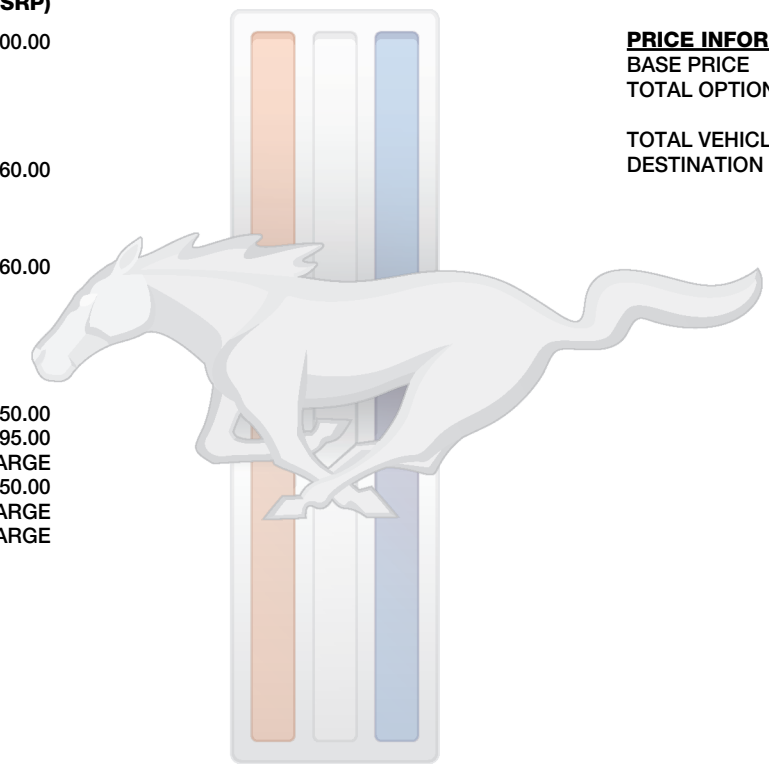 SRP)
00.00
60.00
60.00
50.00
95.00
ARGE
50.00
ARGE
ARGE
PRICE INFOR
BASE PRICE
TOTAL OPTION
TOTAL VEHICL
DESTINATION